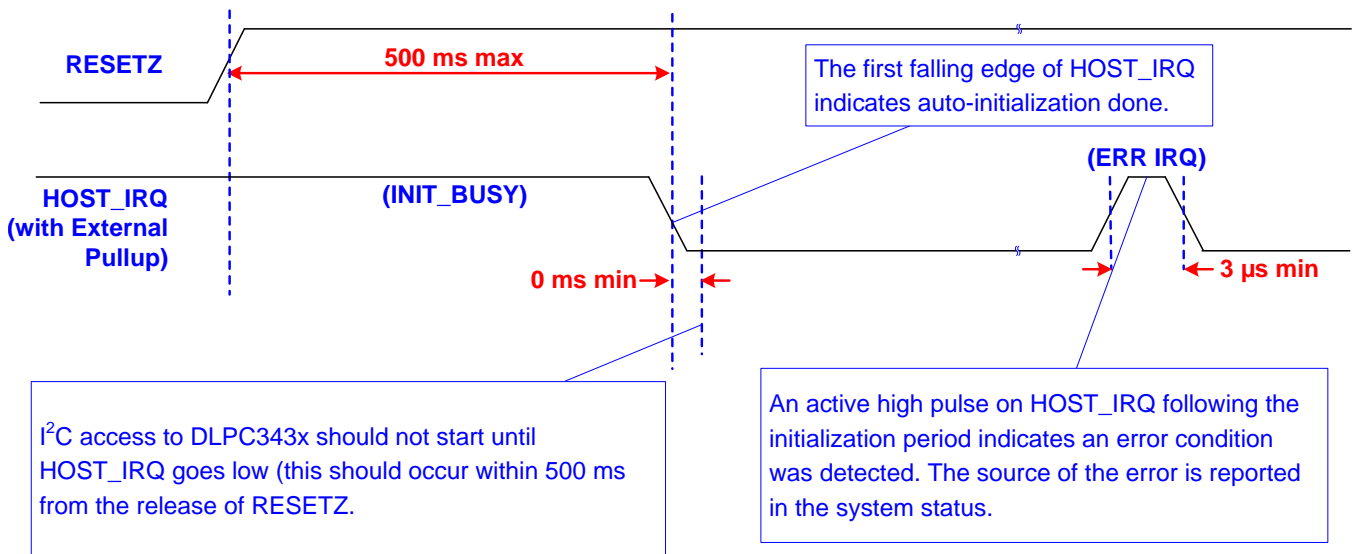 RESETZ
500 ms max
The first falling edge of HOST_IRQ
indicates auto-initialization done.
HOST_IRQ
(with External
Pullup)
(INIT_BUSY)
(ERR IRQ)
0 ms min
3 µs min
I²C access to DLPC343x should not start until
HOST_IRQ goes low (this should occur within 500 ms
from the release of RESETZ.
An active high pulse on HOST_IRQ following the
initialization period indicates an error condition
was detected. The source of the error is reported
in the system status.